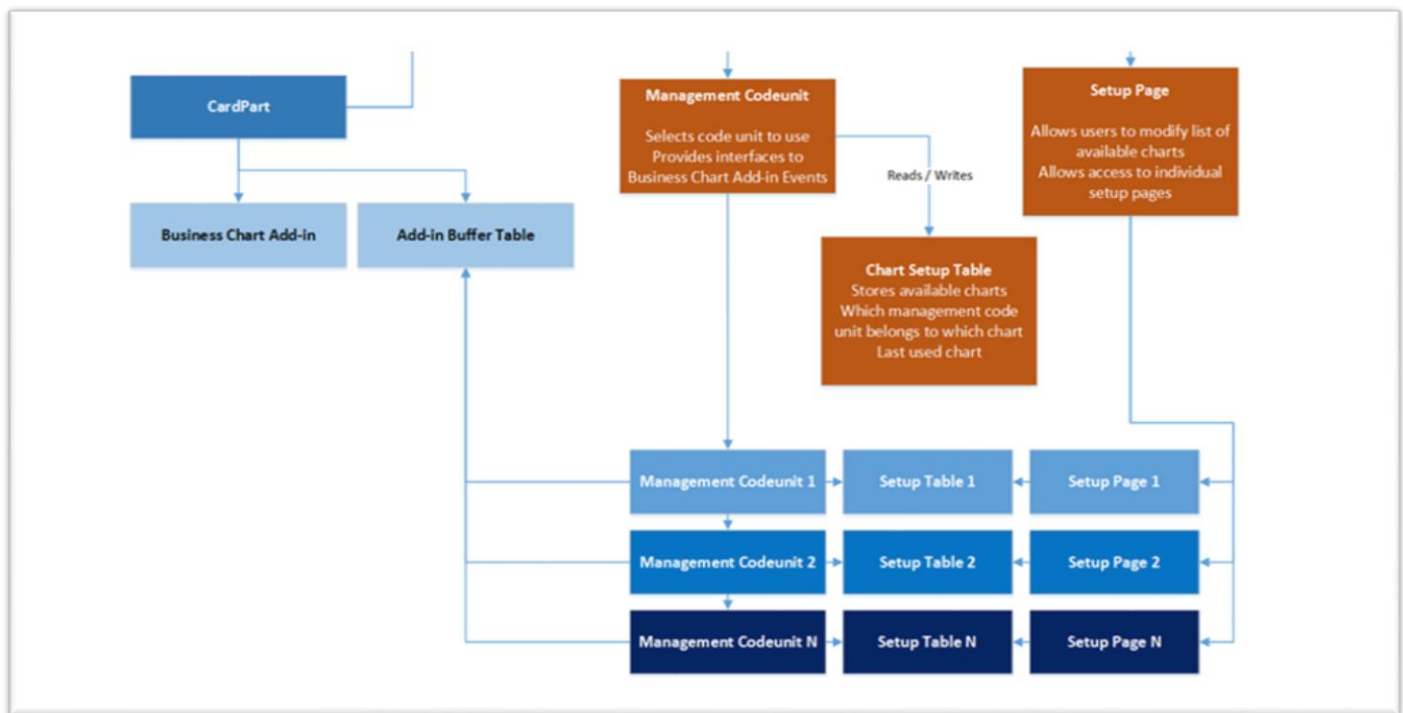 CardPart
Business Chart Add-in
Add-in Buffer Table
Management Codeunit
Selects code unit to use
Provides interfaces to
Business Chart Add-in Events
Reads / Writes
Chart Setup Table
Stores available charts
Which management code
unit belongs to which chart
Last used chart
Setup Page
Allows users to modify list of
available charts
Allows access to individual
setup pages
Management Codeunit 1
Setup Table 1
Setup Page 1
Management Codeunit 2
Setup Table 2
Setup Page 2
Management Codeunit N
Setup Table N
Setup Page N